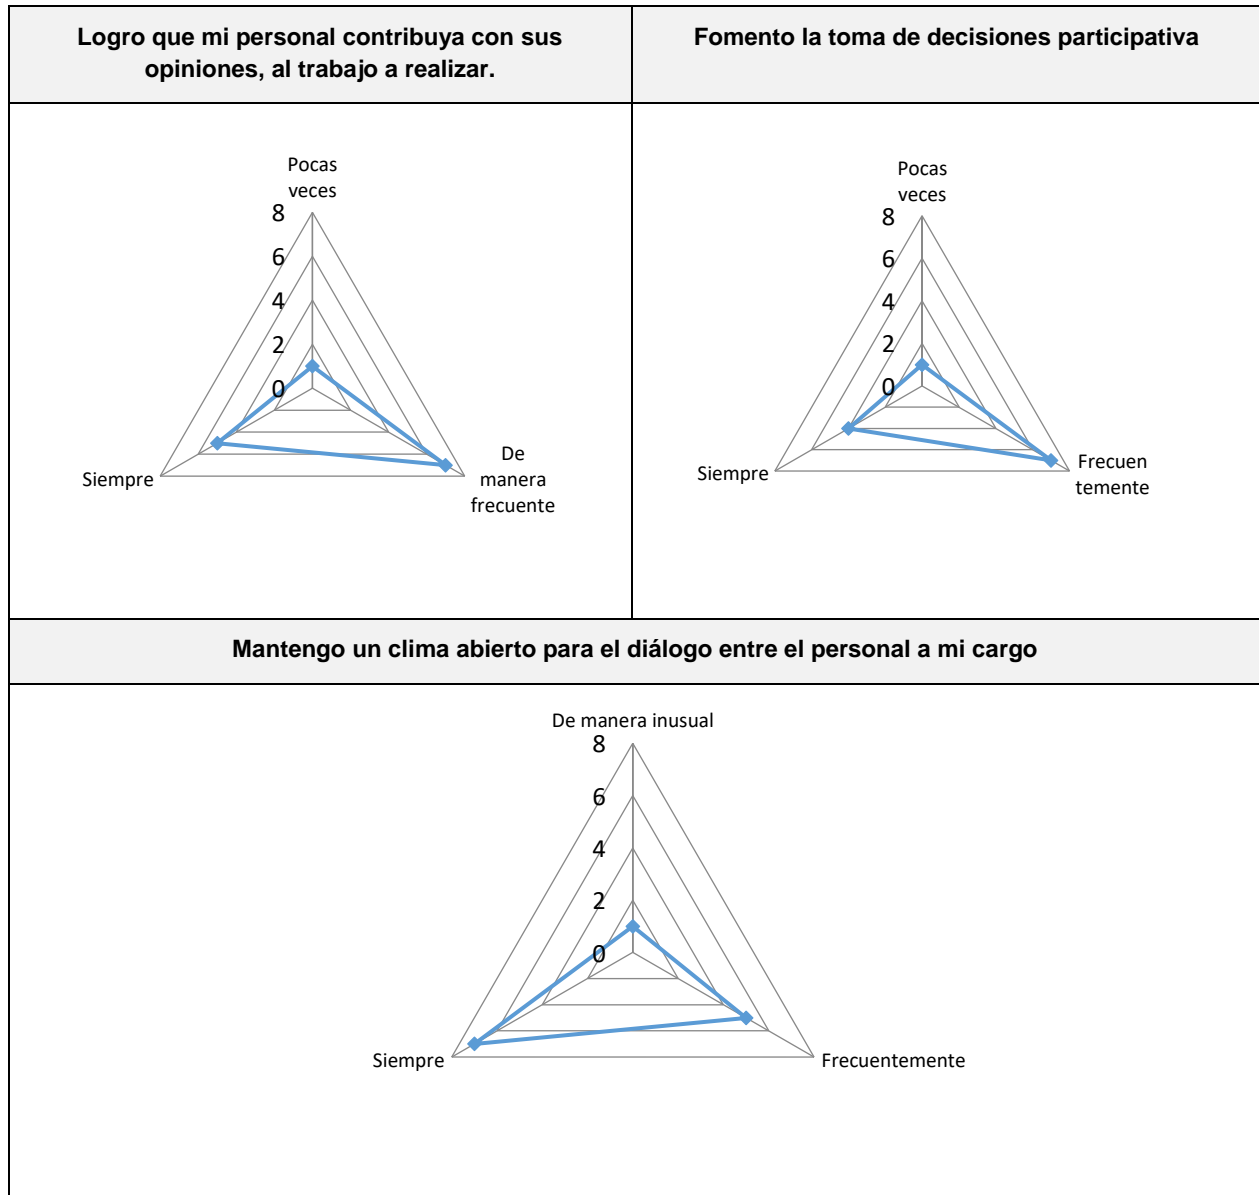 Logro que mi personal contribuya con sus
opiniones, al trabajo a realizar.
Fomento la toma de decisiones participativa
Pocas
veces
8
6
4
2
0
Siempre
De
manera
frecuente
Pocas
veces
8
6
4
2
0
Siempre
Frecuen
temente
Mantengo un clima abierto para el diálogo entre el personal a mi cargo
De manera inusual
8
6
4
2
0
Siempre
Frecuentemente